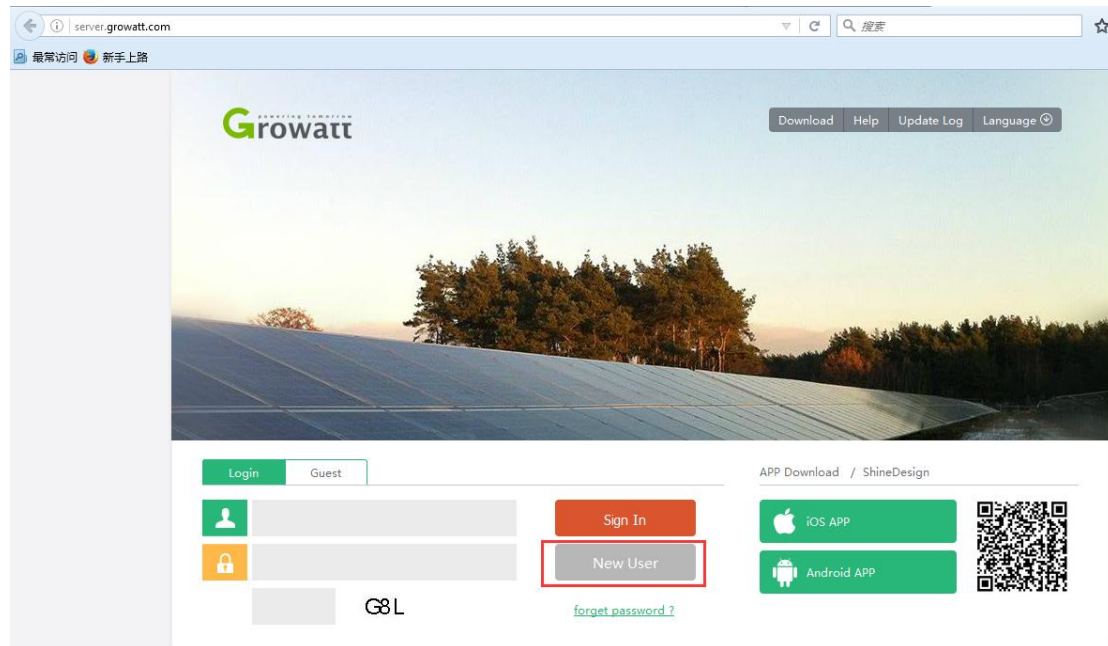 server.growatt.com
搜索
最常访问 新手上路
powering tomorrow
Growatt
Download Help Update Log Language
Login Guest
APP Download / ShineDesign
Sign In
iOS APP
New User
Android APP
G8L
forget password ?